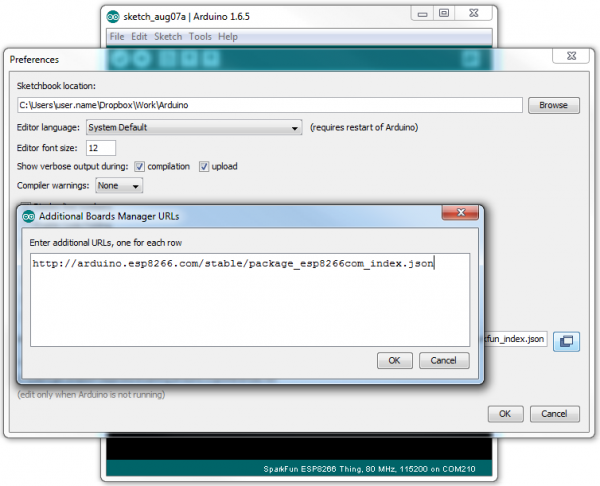 sketch_aug07a | Arduino 1.6.5
File Edit Sketch Tools Help
Preferences
Sketchbook location:
C:\Users\user.name\Dropbox\Work\Arduino
Browse
Editor language: System Default (requires restart of Arduino)
Editor font size: 12
Show verbose output during: compilation upload
Compiler warnings: None
Additional Boards Manager URLs
Enter additional URLs, one for each row
http://arduino.esp8266.com/stable/package_esp8266com_index.json
kfun_index.json
OK Cancel
(edit only when Arduino is not running)
OK Cancel
SparkFun ESP8266 Thing, 80 MHz, 115200 on COM210